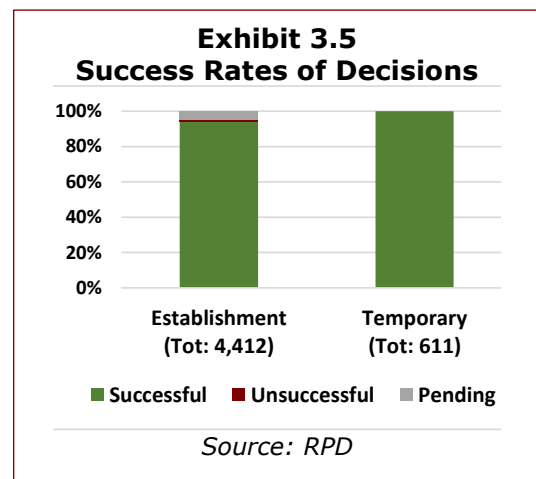 Exhibit 3.5
Success Rates of Decisions
100%
80%
60%
40%
20%
0%
Establishment
(Tot: 4,412)
Temporary
(Tot: 611)
Successful
Unsuccessful
Pending
Source: RPD